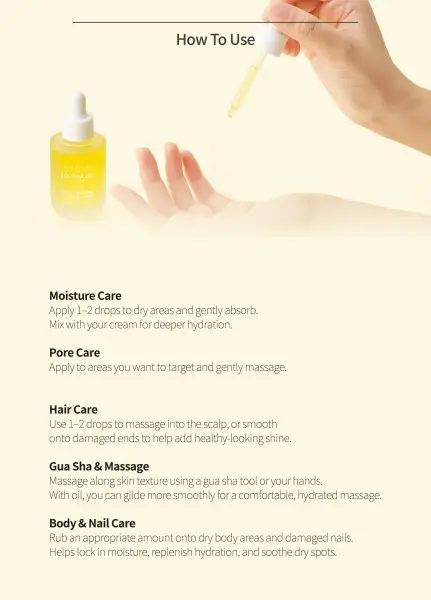 How To Use
Moisture Care
Apply 1–2 drops to dry areas and gently absorb.
Mix with your cream for deeper hydration.
Pore Care
Apply to areas you want to target and gently massage.
Hair Care
Use 1–2 drops to massage into the scalp, or smooth
onto damaged ends to help add healthy-looking shine.
Gua Sha & Massage
Massage along skin texture using a gua sha tool or your hands.
With oil, you can glide more smoothly for a comfortable, hydrated massage.
Body & Nail Care
Rub an appropriate amount onto dry body areas and damaged nails.
Helps lock in moisture, replenish hydration, and soothe dry spots.